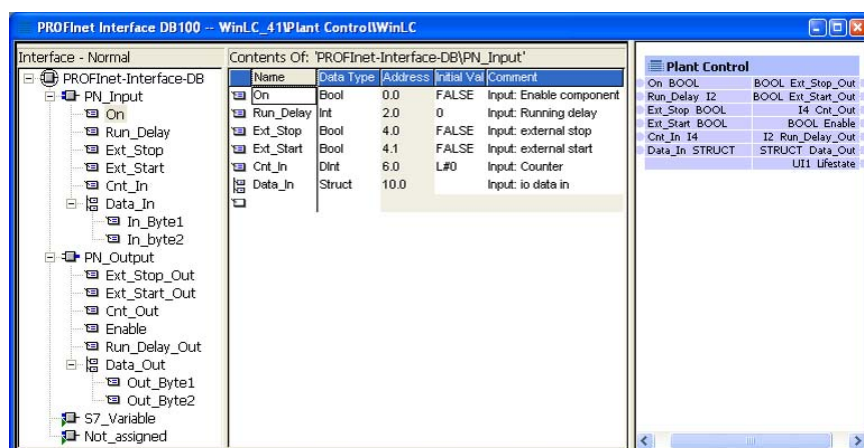 PROFInet Interface DB100 -- WinLC_41\Plant Control\WinLC
Interface - Normal
PROFInet-Interface-DB
PN_Input
On
Run_Delay
Ext_Stop
Ext_Start
Cnt_In
Data_In
In_Byte1
In_byte2
PN_Output
Ext_Stop_Out
Ext_Start_Out
Cnt_Out
Enable
Run_Delay_Out
Data_Out
Out_Byte1
Out_Byte2
S7_Variable
Not_assigned
Contents Of: 'PROFInet-Interface-DB\PN_Input'
Name Data Type Address Initial Val Comment
On Bool 0.0 FALSE Input: Enable component
Run_Delay Int 2.0 0 Input: Running delay
Ext_Stop Bool 4.0 FALSE Input: external stop
Ext_Start Bool 4.1 FALSE Input: external start
Cnt_In DInt 6.0 L#0 Input: Counter
Data_In Struct 10.0 Input: io data in
Plant Control
On BOOL BOOL Ext_Stop_Out
Run_Delay I2 BOOL Ext_Start_Out
Ext_Stop BOOL I4 Cnt_Out
Ext_Start BOOL BOOL Enable
Cnt_In I4 I2 Run_Delay_Out
Data_In STRUCT STRUCT Data_Out
UI1 Lifestate